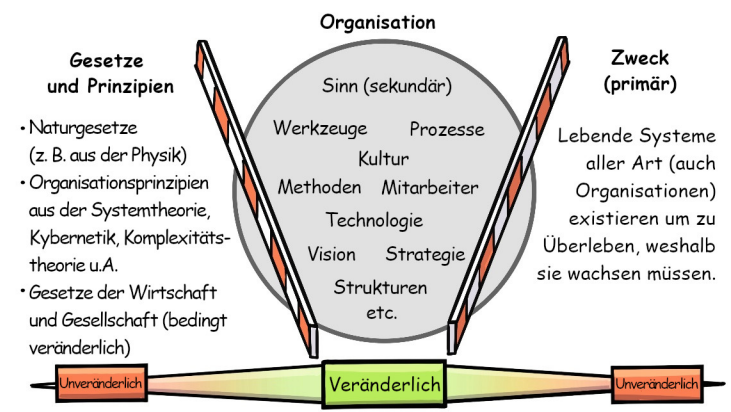 Organisation
Gesetze
und Prinzipien
• Naturgesetze
(z. B. aus der Physik)
• Organisationsprinzipien
aus der Systemtheorie,
Kybernetik, Komplexitäts-
theorie u.A.
• Gesetze der Wirtschaft
und Gesellschaft (bedingt
veränderlich)
Sinn (sekundär)
Werkzeuge Prozesse
Kultur
Methoden Mitarbeiter
Technologie
Vision Strategie
Strukturen
etc.
Zweck
(primär)
Lebende Systeme
aller Art (auch
Organisationen)
existieren um zu
Überleben, weshalb
sie wachsen müssen.
Unveränderlich
Veränderlich
Unveränderlich